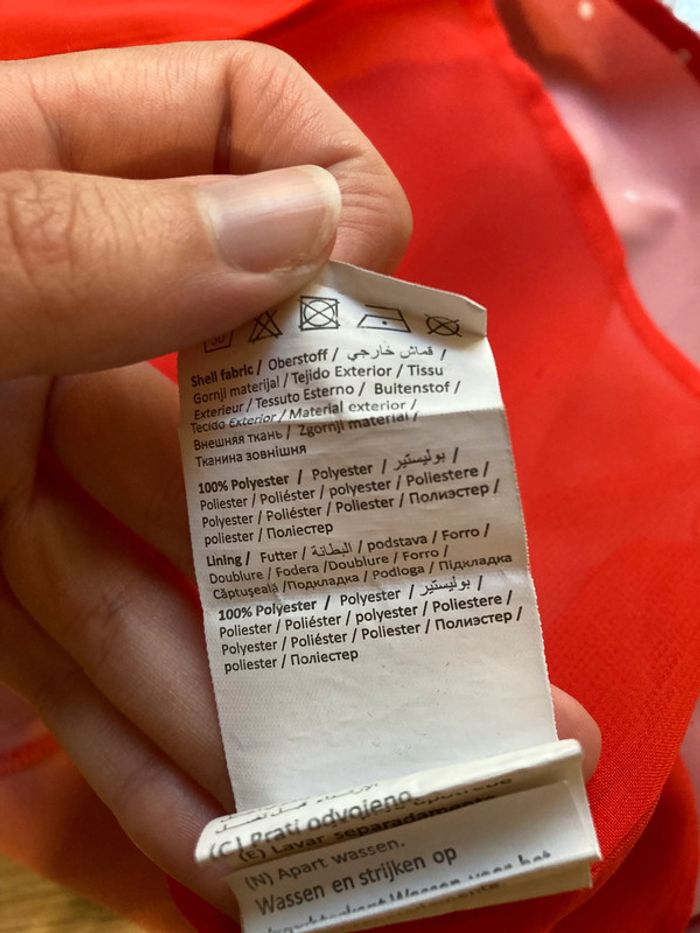 30
Shell fabric / Oberstoff / قماش خارجي /
Gornji materijal / Tejido Exterior / Tissu
Exterieur / Tessuto Esterno / Buitenstof /
Tecido Exterior / Material exterior /
Внешняя ткань / Zgornji material /
Тканина зовнішня
100% Polyester / Polyester / بوليستير /
Poliester / Poliéster / polyester / Poliestere /
Polyester / Poliéster / Poliester / Полиэстер /
poliester / Поліестер
Lining / Futter / البطانة / podstava / Forro /
Doublure / Fodera /Doublure / Forro /
Căptuşeală /Подкладка / Podloga / Підкладка
100% Polyester / Polyester / بوليستير /
Poliester / Poliéster / polyester / Poliestere /
Polyester / Poliéster / Poliester / Полиэстер /
poliester / Поліестер
(C) Prati odvojeno
(E) Lavar separadamente
(N) Apart wassen.
Wassen en strijken op